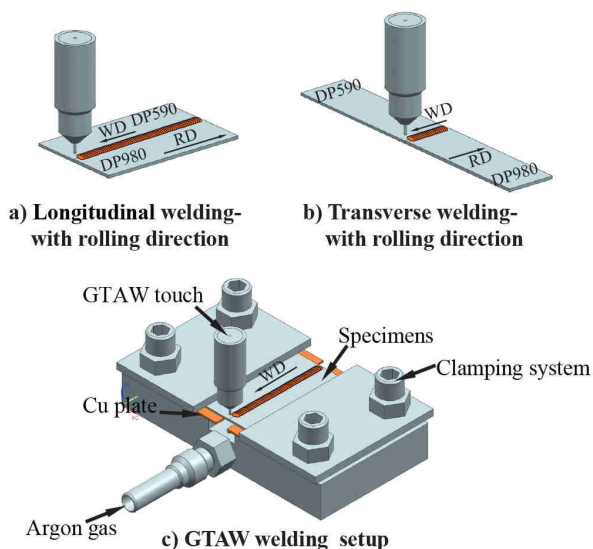 WD DP590
DP980 RD
a) Longitudinal welding-
with rolling direction
DP590
WD
RD
DP980
b) Transverse welding-
with rolling direction
GTAW touch
Specimens
WD
Clamping system
Cu plate
Argon gas
c) GTAW welding setup